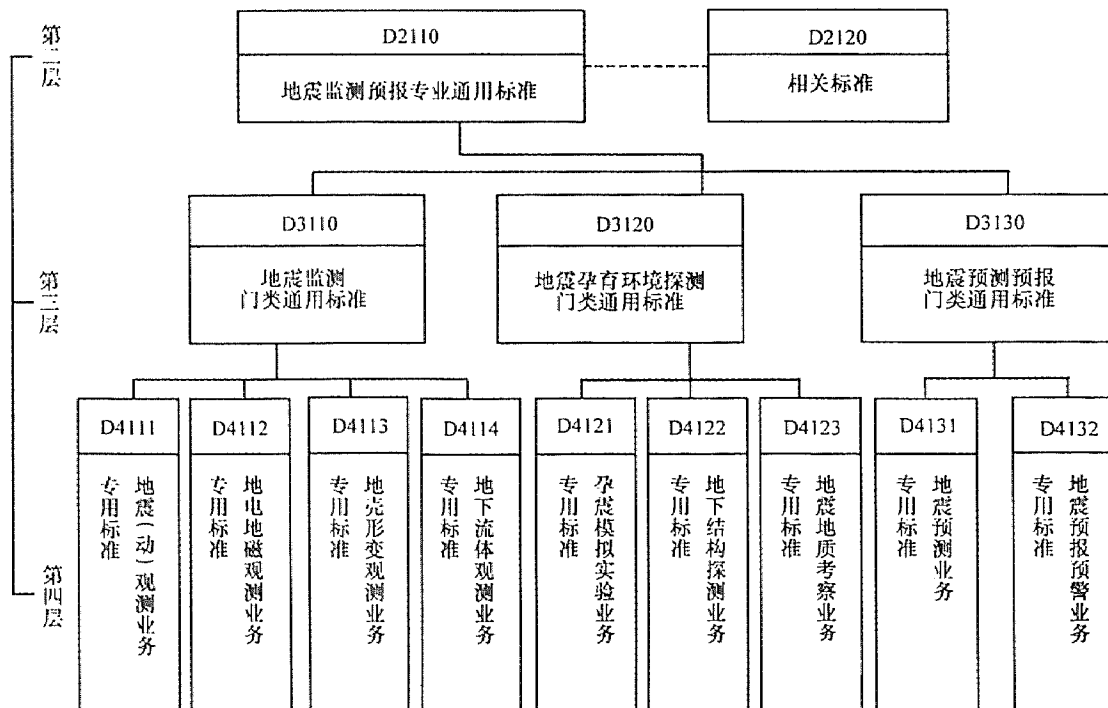 第二层
D2110
地震监测预报专业通用标准
D2120
相关标准
第三层
D3110
地震监测
门类通用标准
D3120
地震孕育环境探测
门类通用标准
D3130
地震预测预报
门类通用标准
第四层
D4111
地震(动)观测业务
专用标准
D4112
地电地磁观测业务
专用标准
D4113
地壳形变观测业务
专用标准
D4114
地下流体观测业务
专用标准
D4121
孕震模拟实验业务
专用标准
D4122
地下结构探测业务
专用标准
D4123
地震地质考察业务
专用标准
D4131
地震预测业务
专用标准
D4132
地震预报预警业务
专用标准